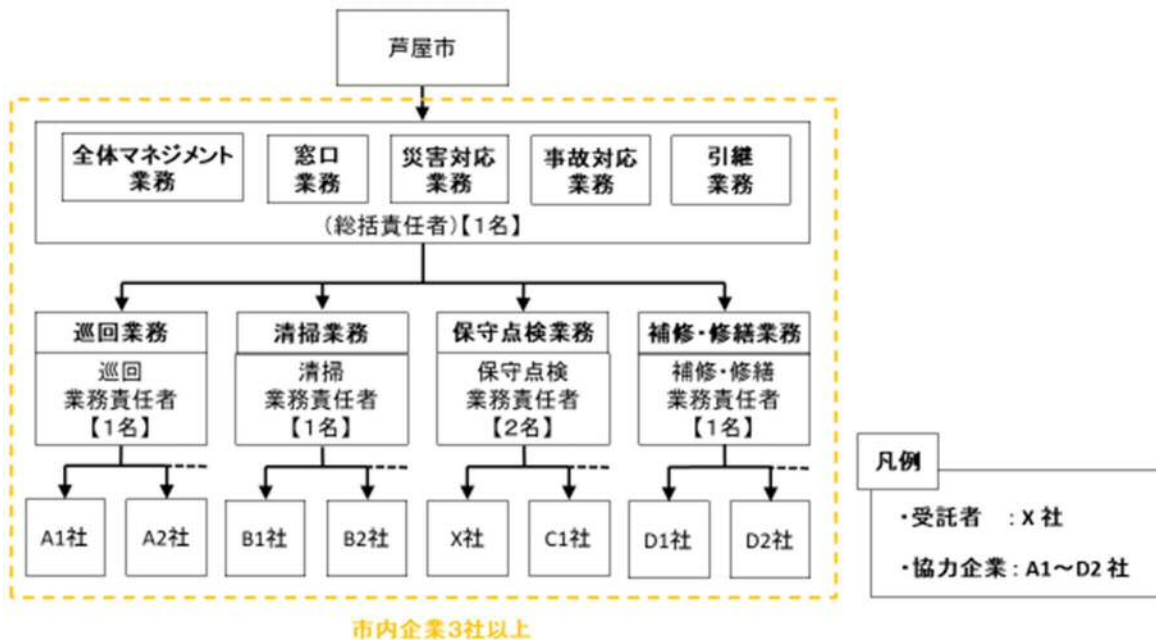 芦屋市
全体マネジメント
業務
窓口
業務
災害対応
業務
事故対応
業務
引継
業務
(総括責任者)【1名】
巡回業務
巡回
業務責任者
【1名】
清掃業務
清掃
業務責任者
【1名】
保守点検業務
保守点検
業務責任者
【2名】
補修・修繕業務
補修・修繕
業務責任者
【1名】
A1社
A2社
B1社
B2社
X社
C1社
D1社
D2社
市内企業3社以上
凡例
・受託者 : X 社
・協力企業 : A1～D2 社